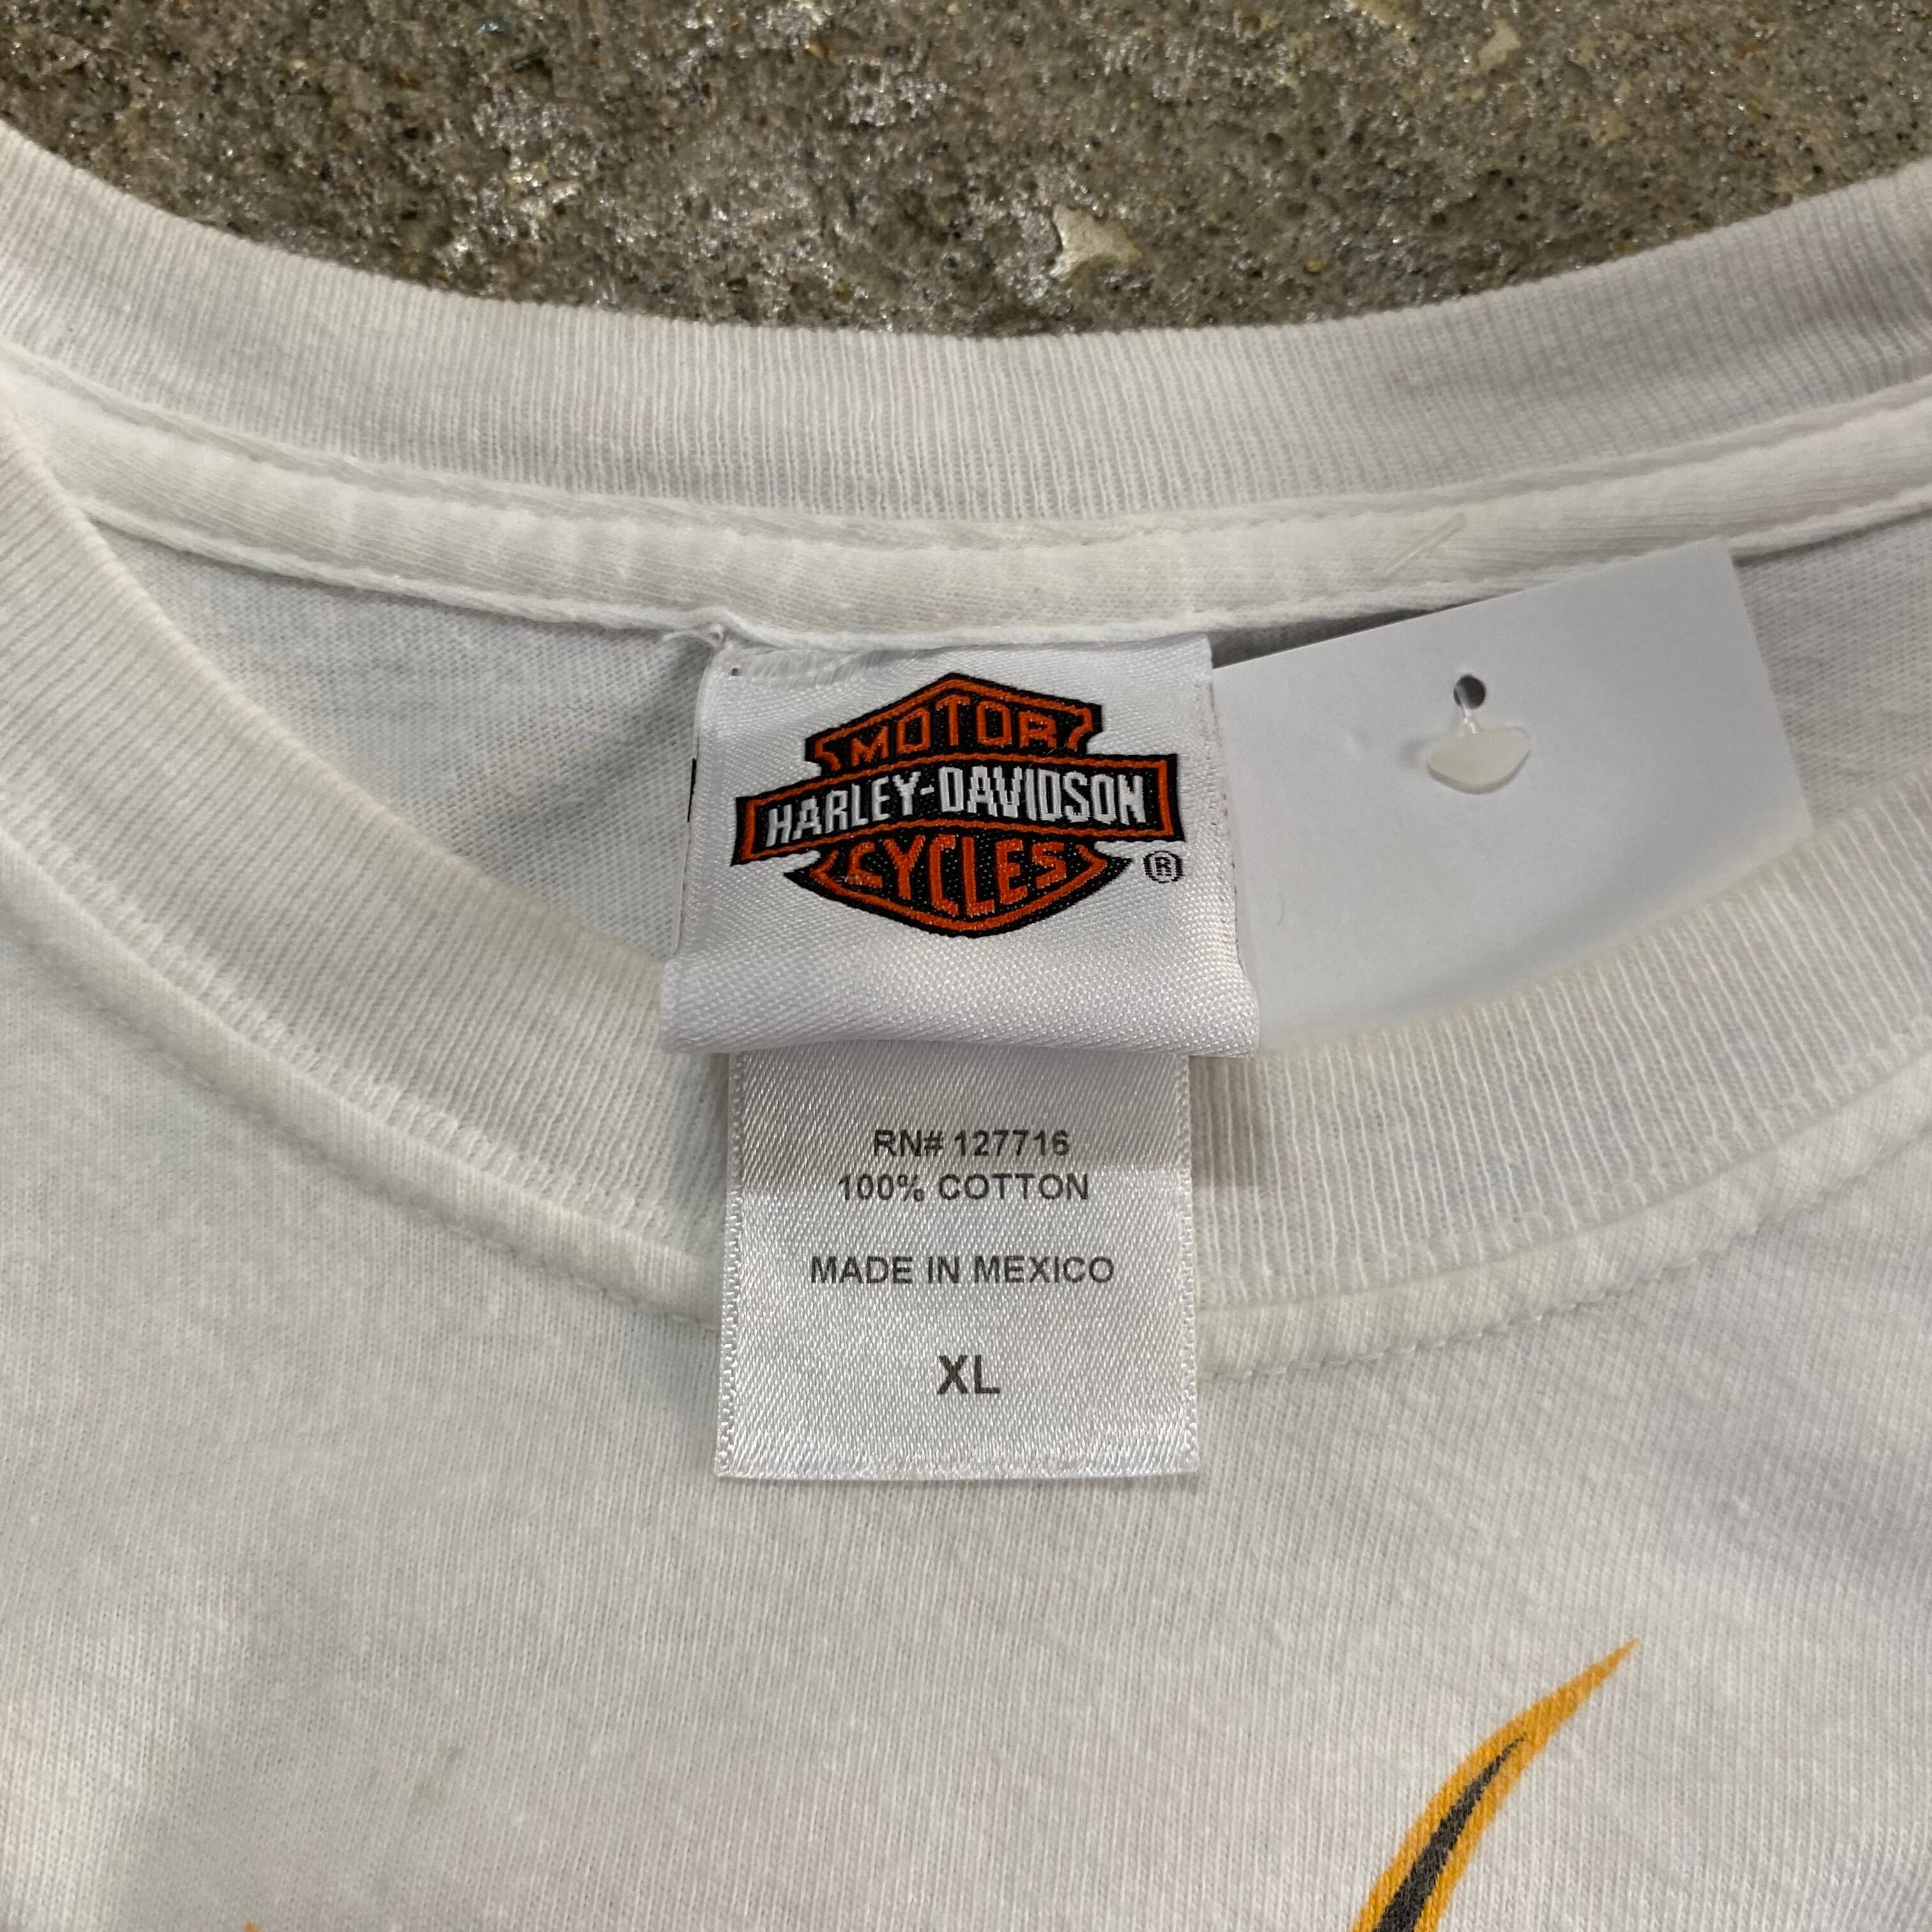 MOTOR
HARLEY-DAVIDSON
CYCLES
®
RN# 127716
100% COTTON
MADE IN MEXICO
XL